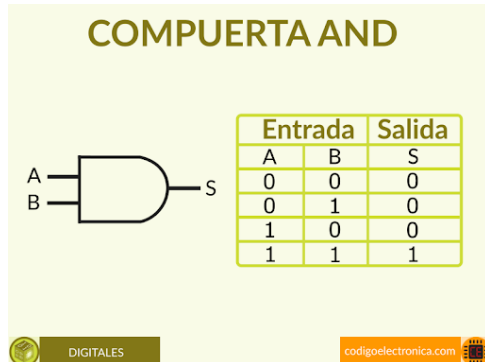 COMPUERTA AND
Entrada Salida
A B S
A 0 0 0
B 0 1 0
S
1 0 0
1 1 1
DIGITALES
codigoelectronica.com